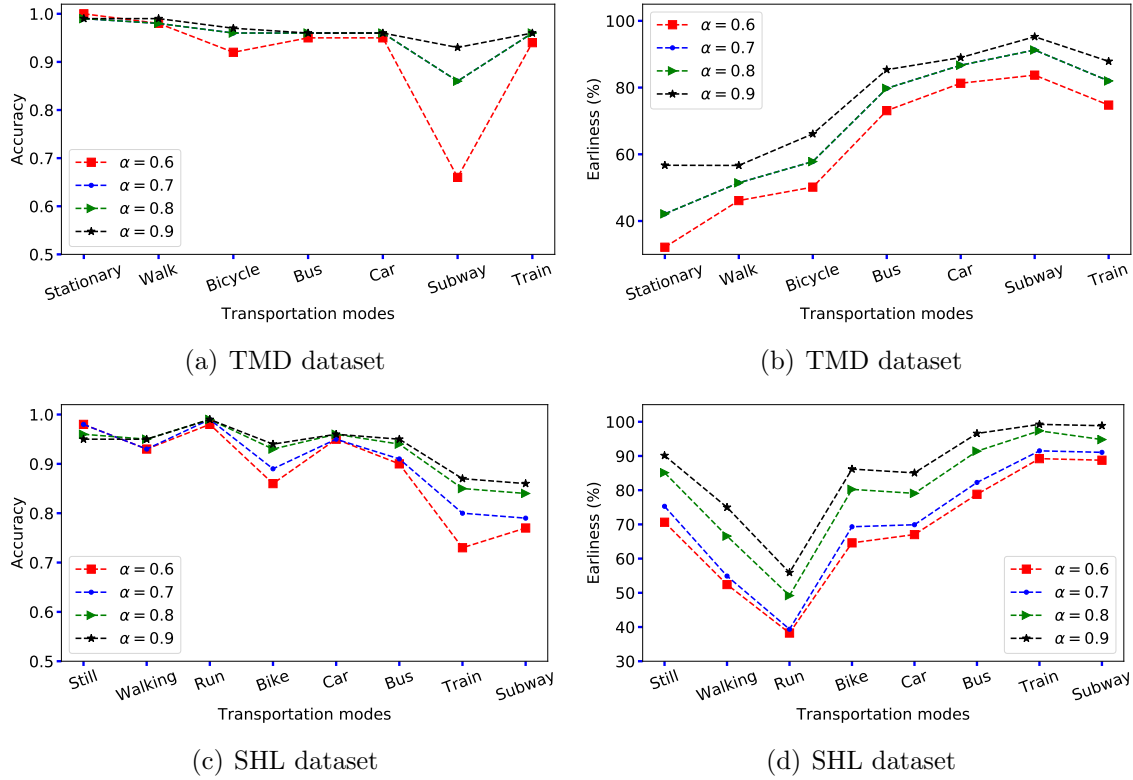 1.0
0.9
0.8
0.7
0.6
0.5
Accuracy
α = 0.6
α = 0.7
α = 0.8
α = 0.9
Stationary
Walk
Bicycle
Bus
Car
Subway
Train
Transportation modes
(a) TMD dataset
100
80
60
40
Earliness (%)
α = 0.6
α = 0.7
α = 0.8
α = 0.9
Stationary
Walk
Bicycle
Bus
Car
Subway
Train
Transportation modes
(b) TMD dataset
1.0
0.9
0.8
0.7
0.6
0.5
Accuracy
α = 0.6
α = 0.7
α = 0.8
α = 0.9
Still
Walking
Run
Bike
Car
Bus
Train
Subway
Transportation modes
(c) SHL dataset
100
90
80
70
60
50
40
30
Earliness (%)
α = 0.6
α = 0.7
α = 0.8
α = 0.9
Still
Walking
Run
Bike
Car
Bus
Train
Subway
Transportation modes
(d) SHL dataset